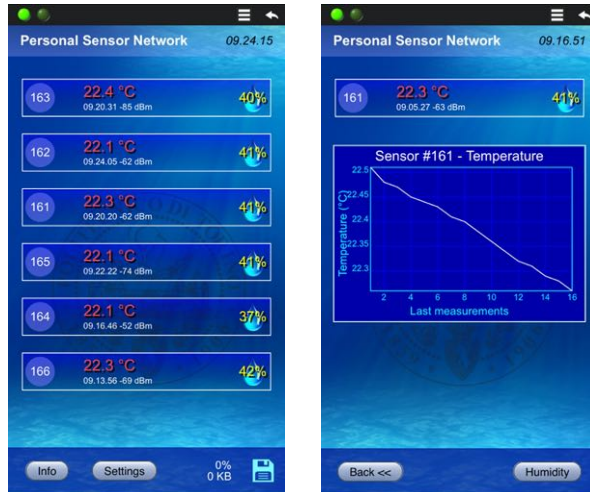 Personal Sensor Network 09.24.15
163 22.4 °C 40%
09.20.31 -85 dBm
162 22.1 °C 41%
09.24.05 -62 dBm
161 22.3 °C 41%
09.20.20 -62 dBm
165 22.1 °C 41%
09.22.22 -74 dBm
164 22.1 °C 37%
09.16.46 -52 dBm
166 22.3 °C 42%
09.13.56 -69 dBm
Info Settings 0%
0 KB
Personal Sensor Network 09.16.51
161 22.3 °C 41%
09.05.27 -63 dBm
Sensor #161 - Temperature
Temperature (°C)
22.5
22.45
22.4
22.35
22.3
2 4 6 8 10 12 14 16
Last measurements
Back << Humidity